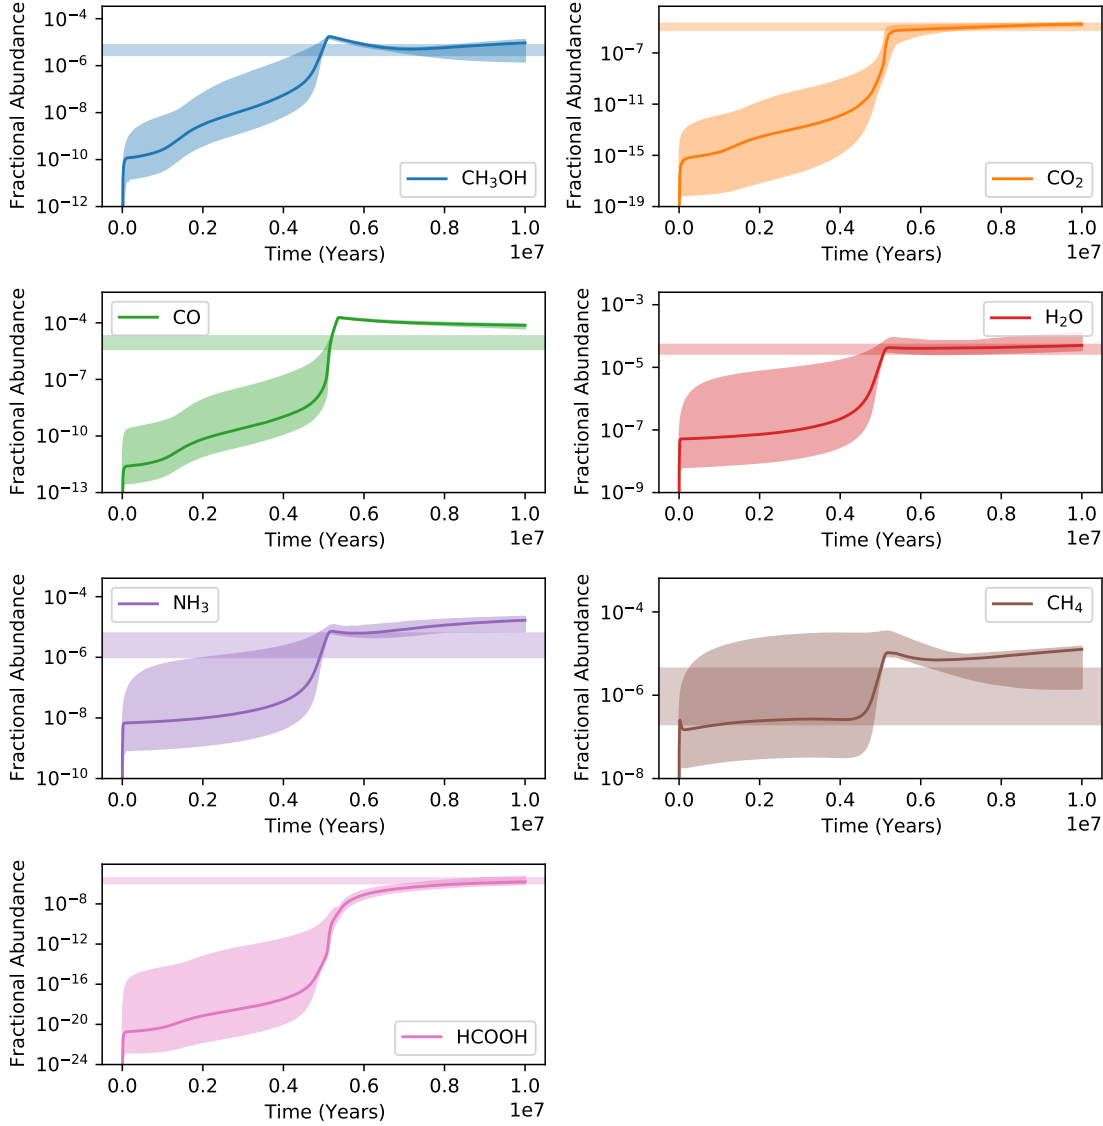 Fractional Abundance
10⁻⁴
10⁻⁶
10⁻⁸
10⁻¹⁰
10⁻¹²
CH₃OH
0.0 0.2 0.4 0.6 0.8 1.0
Time (Years)
1e7
Fractional Abundance
10⁻⁷
10⁻¹¹
10⁻¹⁵
10⁻¹⁹
CO₂
0.0 0.2 0.4 0.6 0.8 1.0
Time (Years)
1e7
Fractional Abundance
10⁻⁴
10⁻⁷
10⁻¹⁰
10⁻¹³
CO
0.0 0.2 0.4 0.6 0.8 1.0
Time (Years)
1e7
Fractional Abundance
10⁻³
10⁻⁵
10⁻⁷
10⁻⁹
H₂O
0.0 0.2 0.4 0.6 0.8 1.0
Time (Years)
1e7
Fractional Abundance
10⁻⁴
10⁻⁶
10⁻⁸
10⁻¹⁰
NH₃
0.0 0.2 0.4 0.6 0.8 1.0
Time (Years)
1e7
Fractional Abundance
10⁻⁴
10⁻⁶
10⁻⁸
CH₄
0.0 0.2 0.4 0.6 0.8 1.0
Time (Years)
1e7
Fractional Abundance
10⁻⁸
10⁻¹²
10⁻¹⁶
10⁻²⁰
10⁻²⁴
HCOOH
0.0 0.2 0.4 0.6 0.8 1.0
Time (Years)
1e7